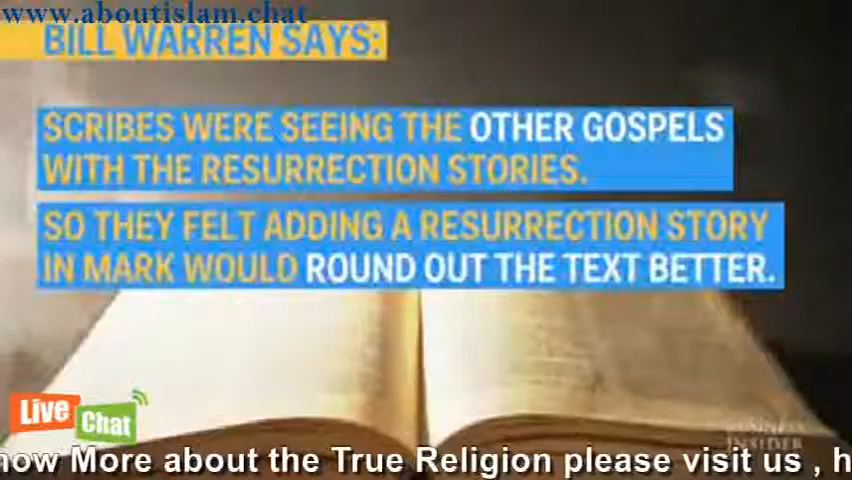 www.aboutislam.chat
BILL WARREN SAYS:
SCRIBES WERE SEEING THE OTHER GOSPELS
WITH THE RESURRECTION STORIES.
SO THEY FELT ADDING A RESURRECTION STORY
IN MARK WOULD ROUND OUT THE TEXT BETTER.
Live
Chat
BUSINESS
INSIDER
now More about the True Religion please visit us , h